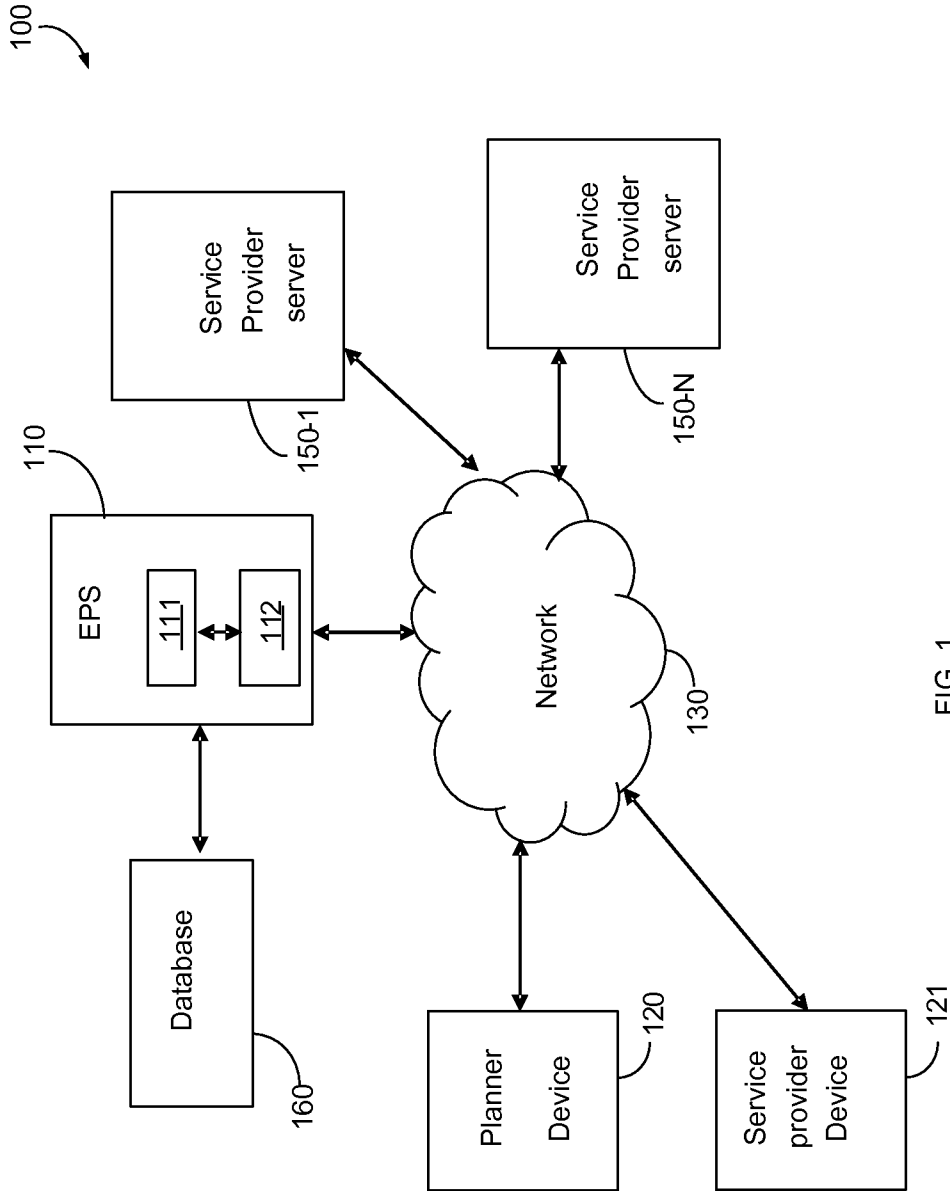 100
Database
160
EPS
111
112
110
Service
Provider
server
150-1
Service
Provider
server
150-N
Network
130
Planner
Device
120
Service
provider
Device
121
FIG. 1